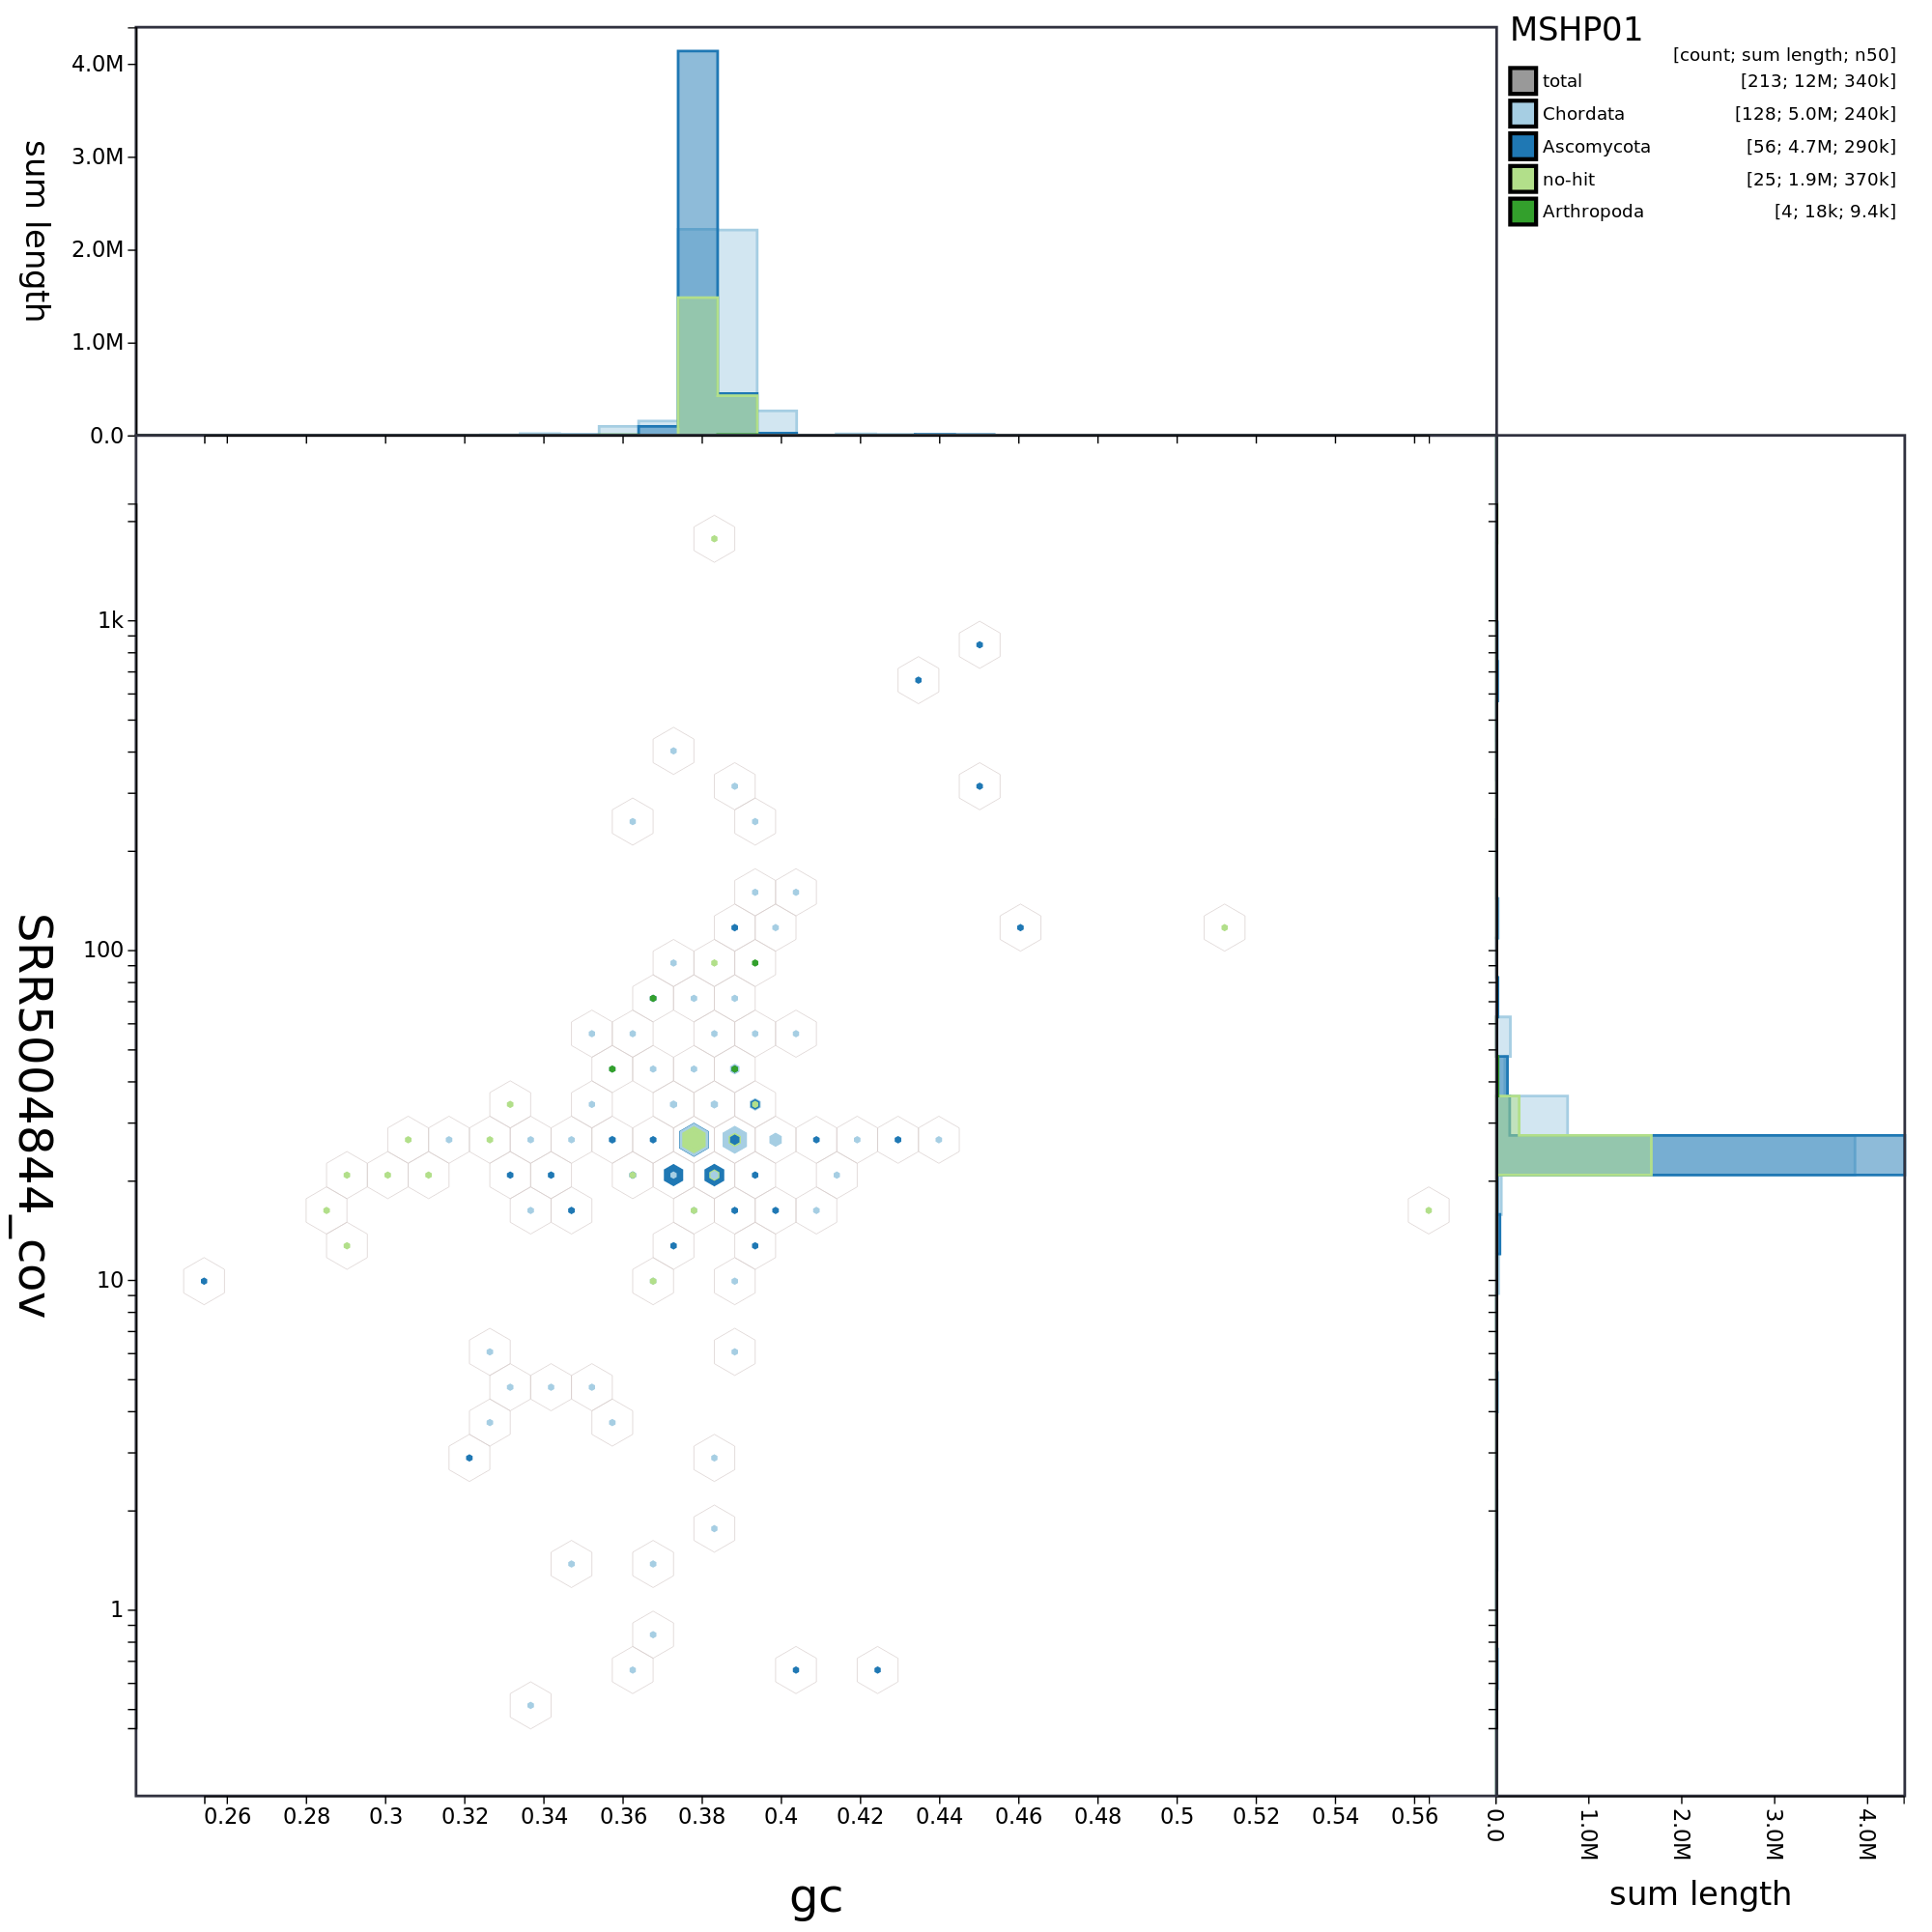 MSHP01
[count; sum length; n50]
total [213; 12M; 340k]
Chordata [128; 5.0M; 240k]
Ascomycota [56; 4.7M; 290k]
no-hit [25; 1.9M; 370k]
Arthropoda [4; 18k; 9.4k]
sum length
4.0M
3.0M
2.0M
1.0M
0.0
SRR5004844_cov
1k
100
10
1
0.26 0.28 0.3 0.32 0.34 0.36 0.38 0.4 0.42 0.44 0.46 0.48 0.5 0.52 0.54 0.56
gc
0.0 1.0M 2.0M 3.0M 4.0M
sum length